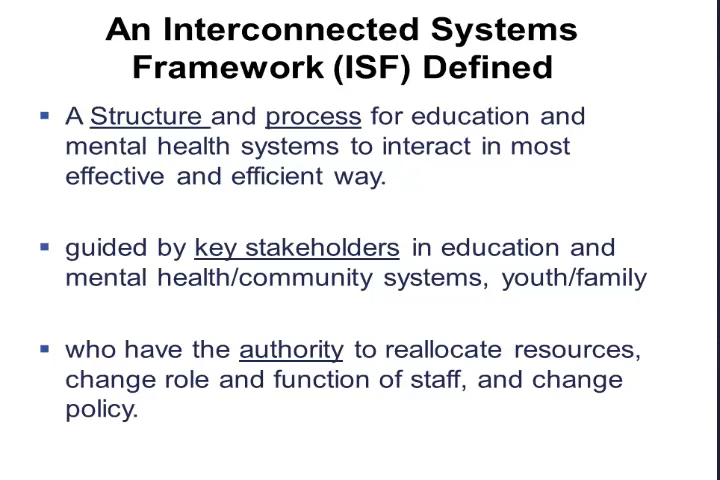 An Interconnected Systems
Framework (ISF) Defined
▪ A Structure and process for education and
mental health systems to interact in most
effective and efficient way.
▪ guided by key stakeholders in education and
mental health/community systems, youth/family
▪ who have the authority to reallocate resources,
change role and function of staff, and change
policy.